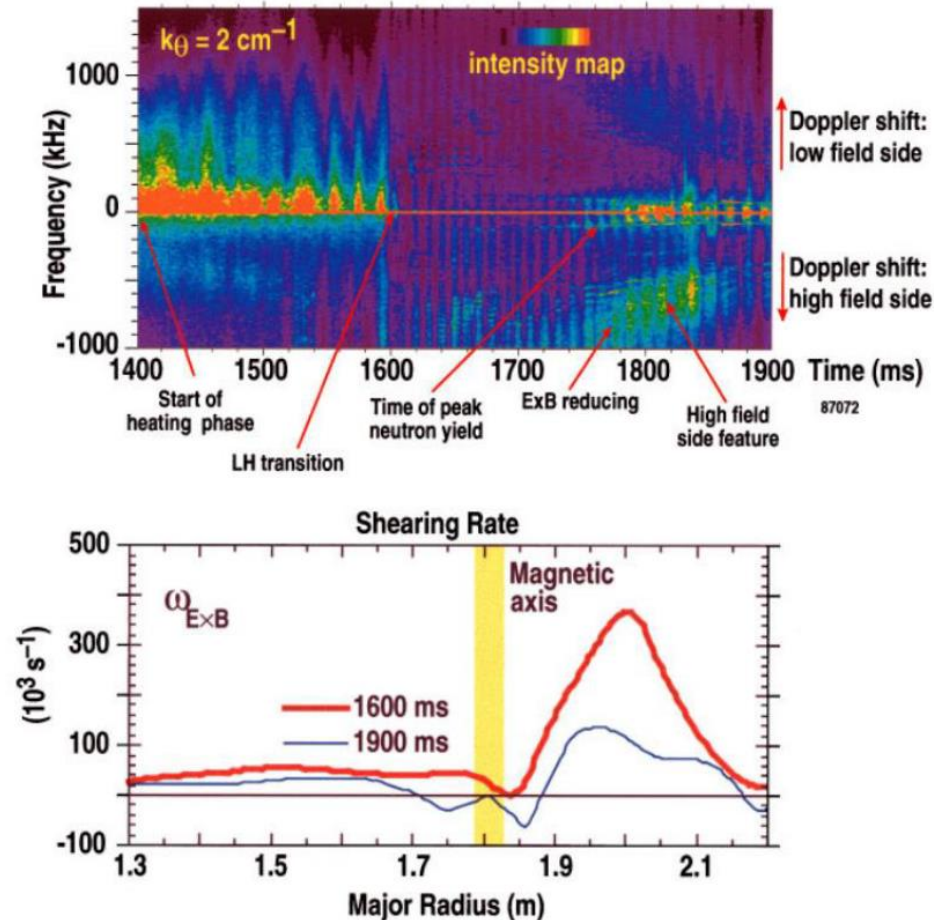 kθ = 2 cm⁻¹
intensity map
Frequency (kHz)
1000
0
-1000
Doppler shift:
low field side
Doppler shift:
high field side
1400 1500 1600 1700 1800 1900 Time (ms)
87072
Start of
heating phase
LH transition
Time of peak
neutron yield
ExB reducing
High field
side feature
Shearing Rate
500
300
100
-100
(10³ s⁻¹)
ωE×B
Magnetic
axis
1600 ms
1900 ms
1.3 1.5 1.7 1.9 2.1
Major Radius (m)